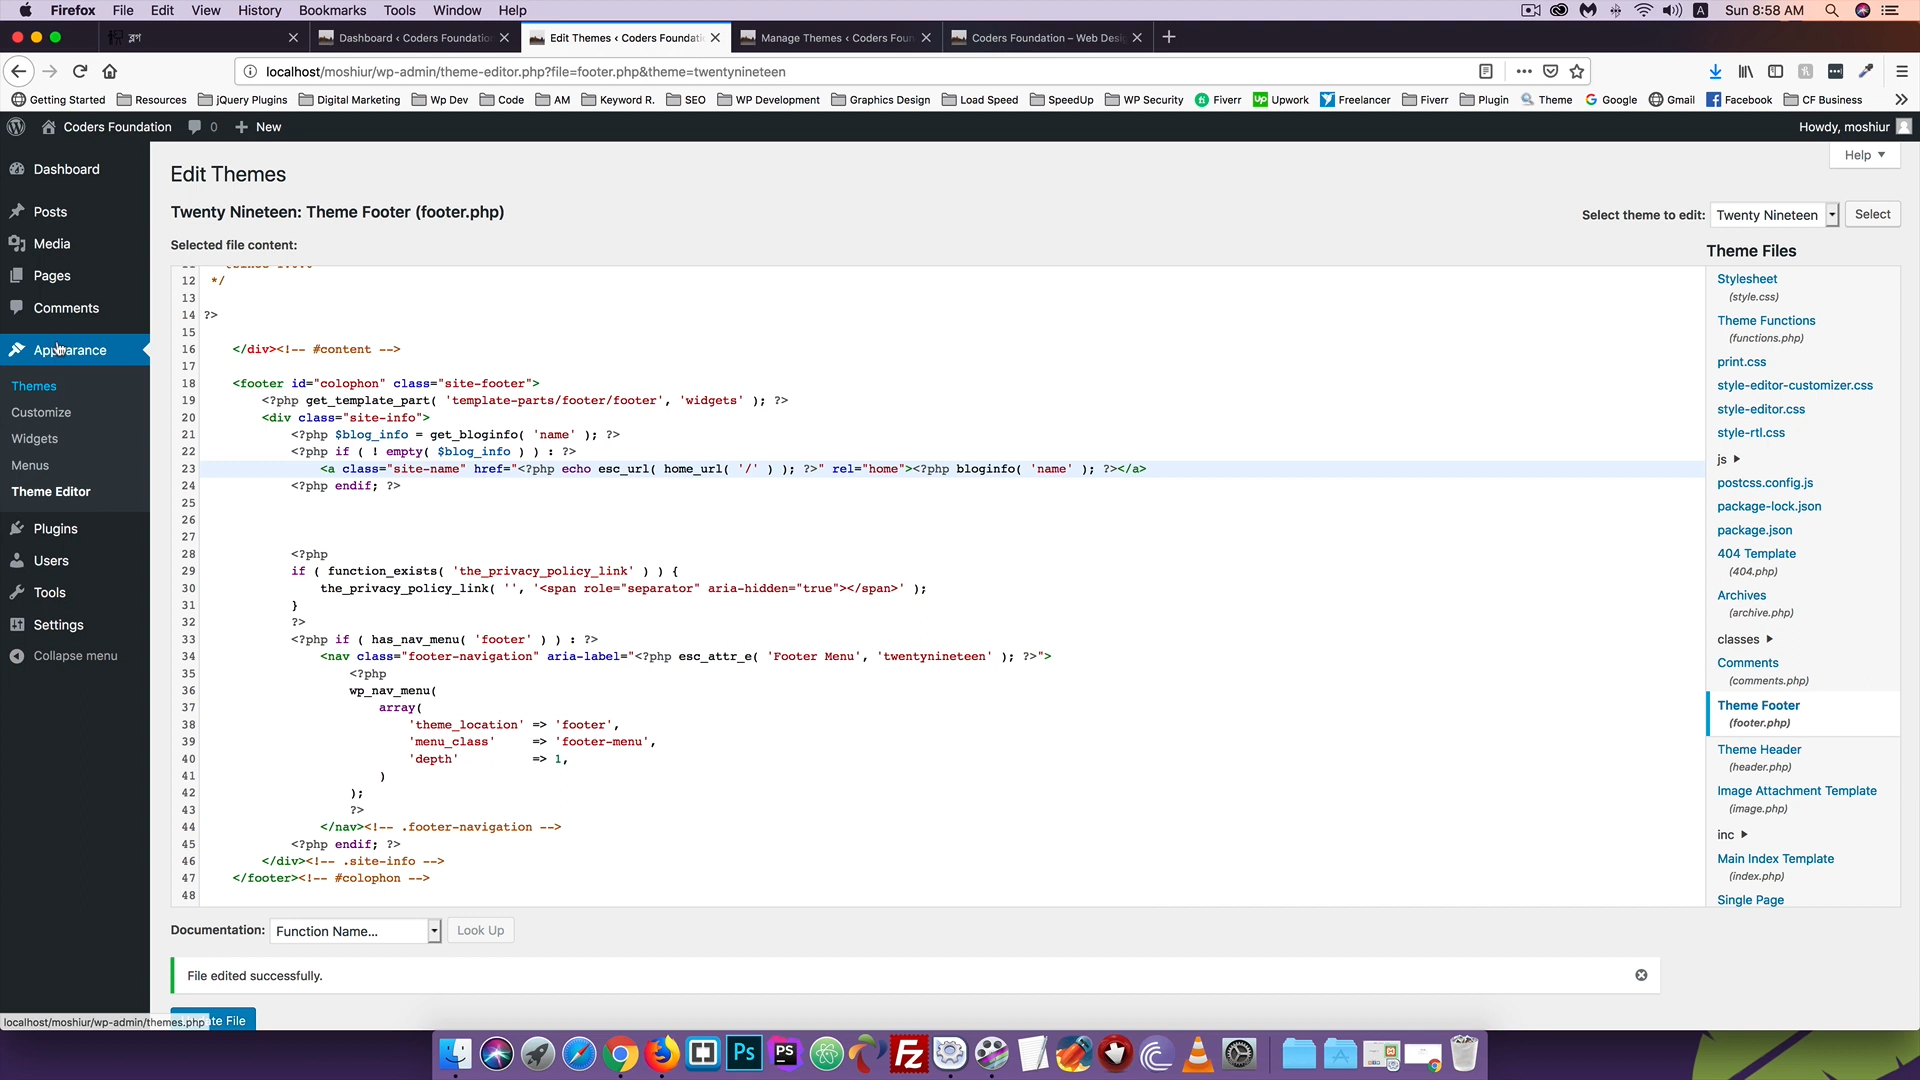 Firefox File Edit View History Bookmarks Tools Window Help Sun 8:58 AM
ব্লগ Dashboard ‹ Coders Foundation Edit Themes ‹ Coders Foundati Manage Themes ‹ Coders Foun Coders Foundation – Web Desi
localhost/moshiur/wp-admin/theme-editor.php?file=footer.php&theme=twentynineteen
Getting Started Resources jQuery Plugins Digital Marketing Wp Dev Code AM Keyword R. SEO WP Development Graphics Design Load Speed SpeedUp WP Security Fiverr Upwork Freelancer Fiverr Plugin Theme Google Gmail Facebook CF Business
Coders Foundation 0 + New Howdy, moshiur
Help
Dashboard
Posts
Media
Pages
Comments
Appearance
Themes
Customize
Widgets
Menus
Theme Editor
Plugins
Users
Tools
Settings
Collapse menu
Edit Themes
Twenty Nineteen: Theme Footer (footer.php)
Select theme to edit: Twenty Nineteen Select
Selected file content:
12 */
13
14 ?>
15
16 </div><!-- #content -->
17
18 <footer id="colophon" class="site-footer">
19 <?php get_template_part( 'template-parts/footer/footer', 'widgets' ); ?>
20 <div class="site-info">
21 <?php $blog_info = get_bloginfo( 'name' ); ?>
22 <?php if ( ! empty( $blog_info ) ) : ?>
23 <a class="site-name" href="<?php echo esc_url( home_url( '/' ) ); ?>" rel="home"><?php bloginfo( 'name' ); ?></a>
24 <?php endif; ?>
25
26
27
28 <?php
29 if ( function_exists( 'the_privacy_policy_link' ) ) {
30 the_privacy_policy_link( '', '<span role="separator" aria-hidden="true"></span>' );
31 }
32 ?>
33 <?php if ( has_nav_menu( 'footer' ) ) : ?>
34 <nav class="footer-navigation" aria-label="<?php esc_attr_e( 'Footer Menu', 'twentynineteen' ); ?>">
35 <?php
36 wp_nav_menu(
37 array(
38 'theme_location' => 'footer',
39 'menu_class' => 'footer-menu',
40 'depth' => 1,
41 )
42 );
43 ?>
44 </nav><!-- .footer-navigation -->
45 <?php endif; ?>
46 </div><!-- .site-info -->
47 </footer><!-- #colophon -->
48
Theme Files
Stylesheet
(style.css)
Theme Functions
(functions.php)
print.css
style-editor-customizer.css
style-editor.css
style-rtl.css
js
postcss.config.js
package-lock.json
package.json
404 Template
(404.php)
Archives
(archive.php)
classes
Comments
(comments.php)
Theme Footer
(footer.php)
Theme Header
(header.php)
Image Attachment Template
(image.php)
inc
Main Index Template
(index.php)
Single Page
Documentation: Function Name... Look Up
File edited successfully.
localhost/moshiur/wp-admin/themes.php te File
Ps PS Fz